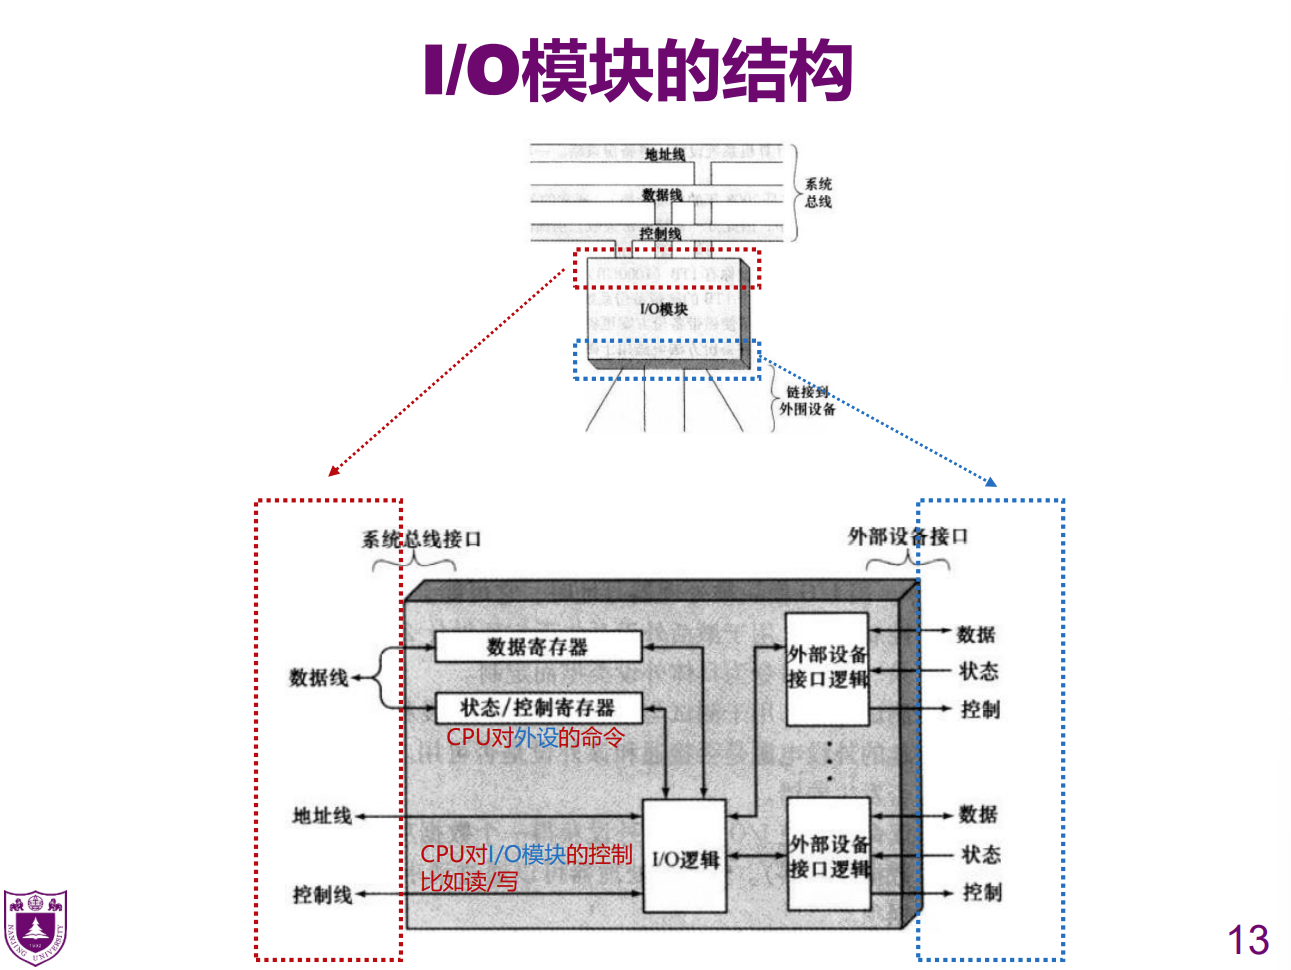 I/O模块的结构
地址线
数据线
控制线
系统
总线
I/O模块
链接到
外围设备
系统总线接口
外部设备接口
数据寄存器
状态/控制寄存器
CPU对外设的命令
数据线
地址线
控制线
CPU对I/O模块的控制
比如读/写
I/O逻辑
外部设备
接口逻辑
数据
状态
控制
外部设备
接口逻辑
数据
状态
控制
NANJING UNIVERSITY
1902
13